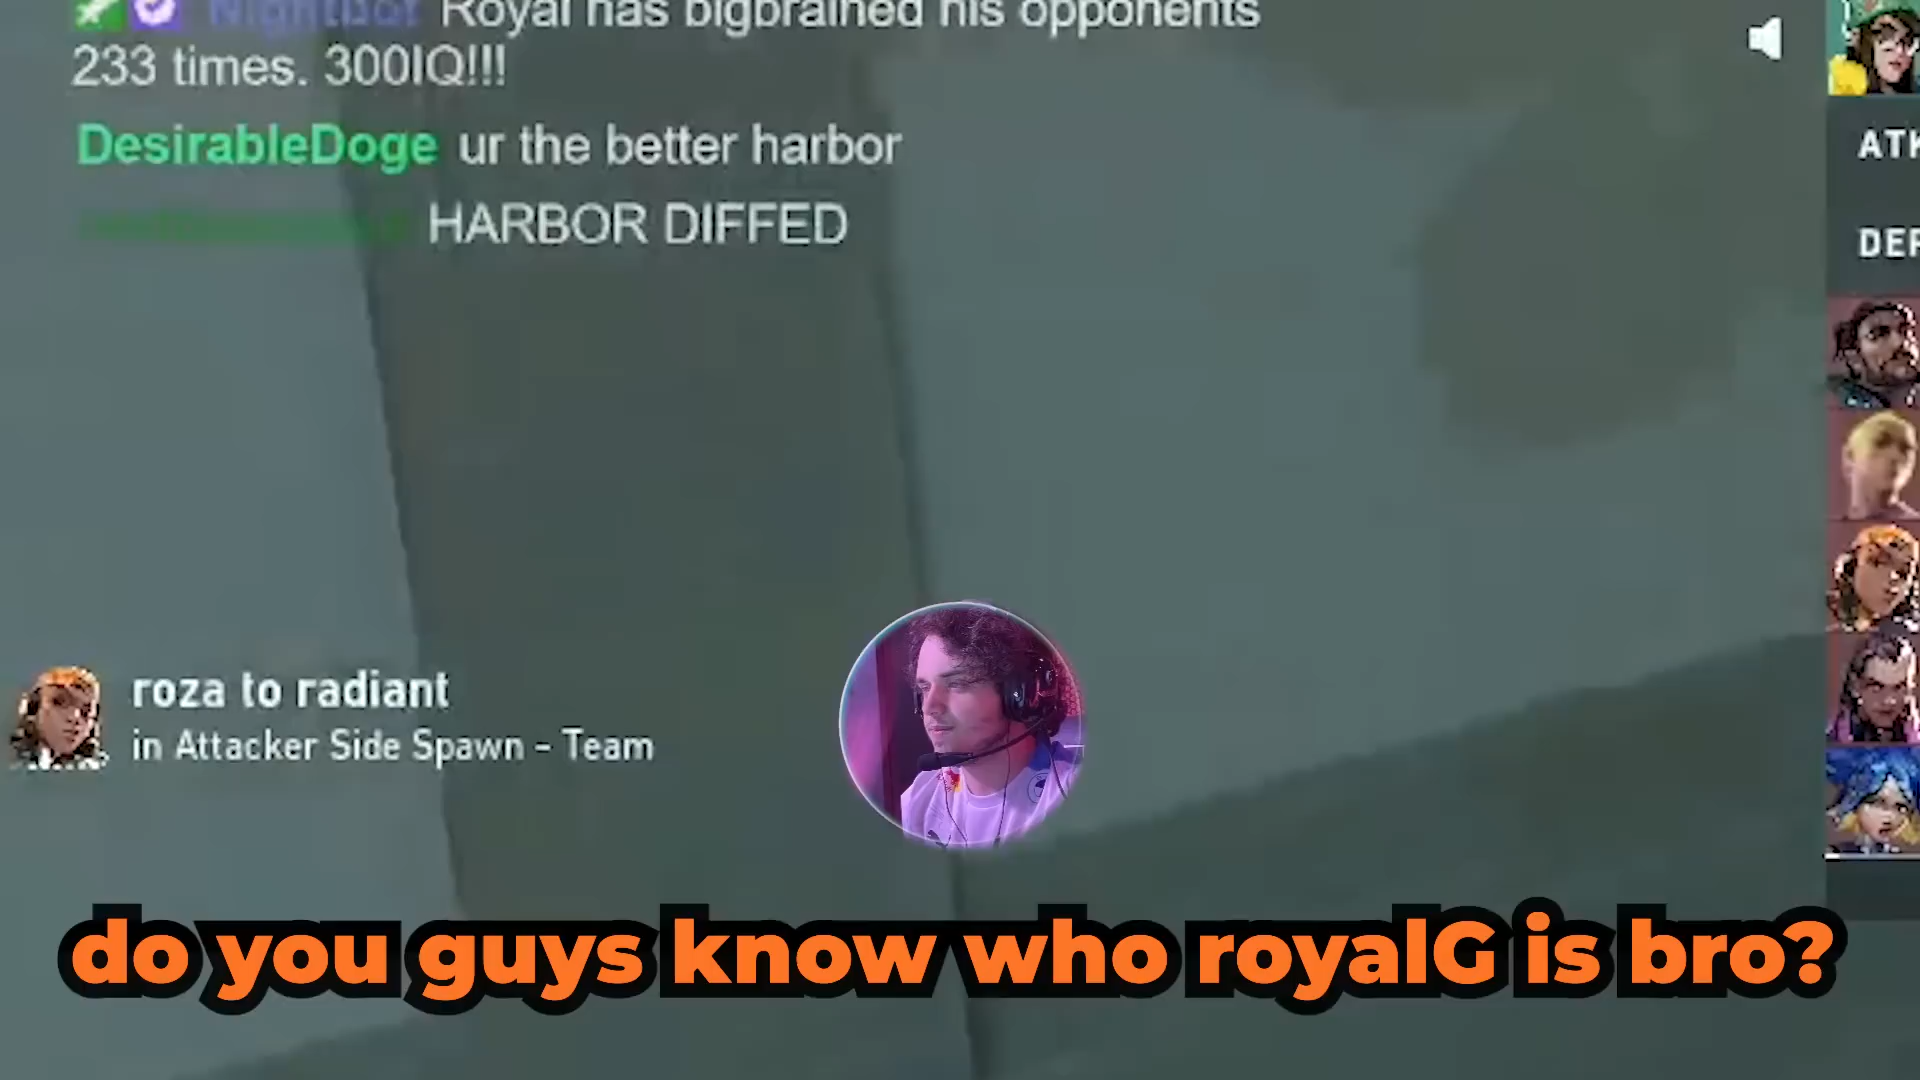 Nightbot Royal has bigbrained his opponents
233 times. 300IQ!!!
DesirableDoge ur the better harbor
HARBOR DIFFED
ATK
DEF
roza to radiant
in Attacker Side Spawn - Team
do you guys know who royalG is bro?